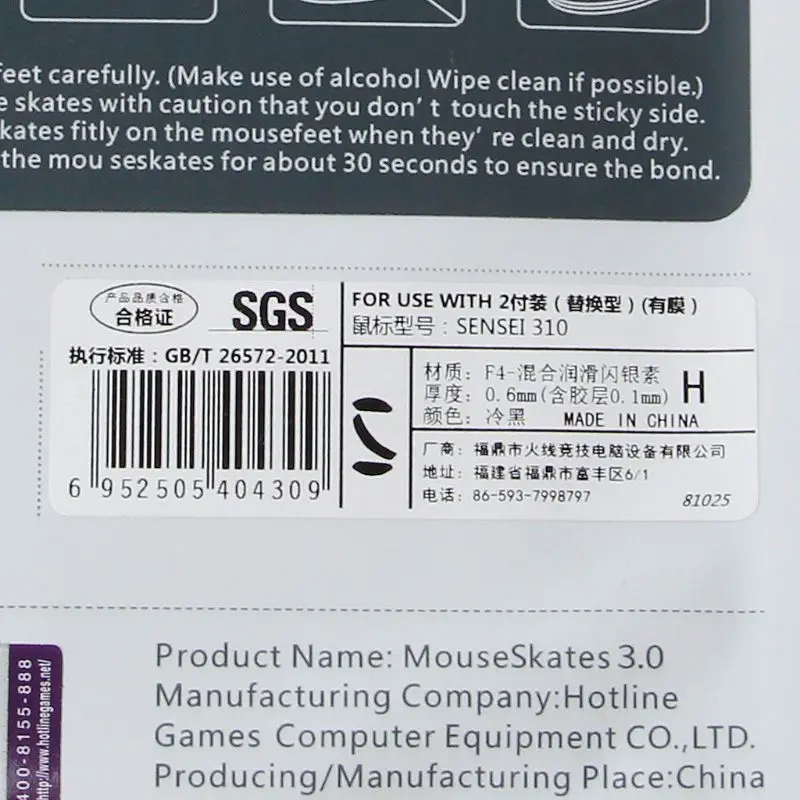 feet carefully. (Make use of alcohol Wipe clean if possible.)
e skates with caution that you don't touch the sticky side.
kates fitly on the mousefeet when they're clean and dry.
the mou seskates for about 30 seconds to ensure the bond.
产品品质合格
合格证
SGS
执行标准：GB/T 26572-2011
6 952505 404309
FOR USE WITH 2付装（替换型）(有膜)
鼠标型号：SENSEI 310
材质：F4-混合润滑闪银素
厚度：0.6mm(含胶层0.1mm)
H
颜色：冷黑 MADE IN CHINA
厂商：福鼎市火线竞技电脑设备有限公司
地址：福建省福鼎市富丰区6/1
电话：86-593-7998797
81025
400-8155-888
http://www.hotlinegames.net/
Product Name: MouseSkates 3.0
Manufacturing Company:Hotline
Games Computer Equipment CO.,LTD.
Producing/Manufacturing Place:China